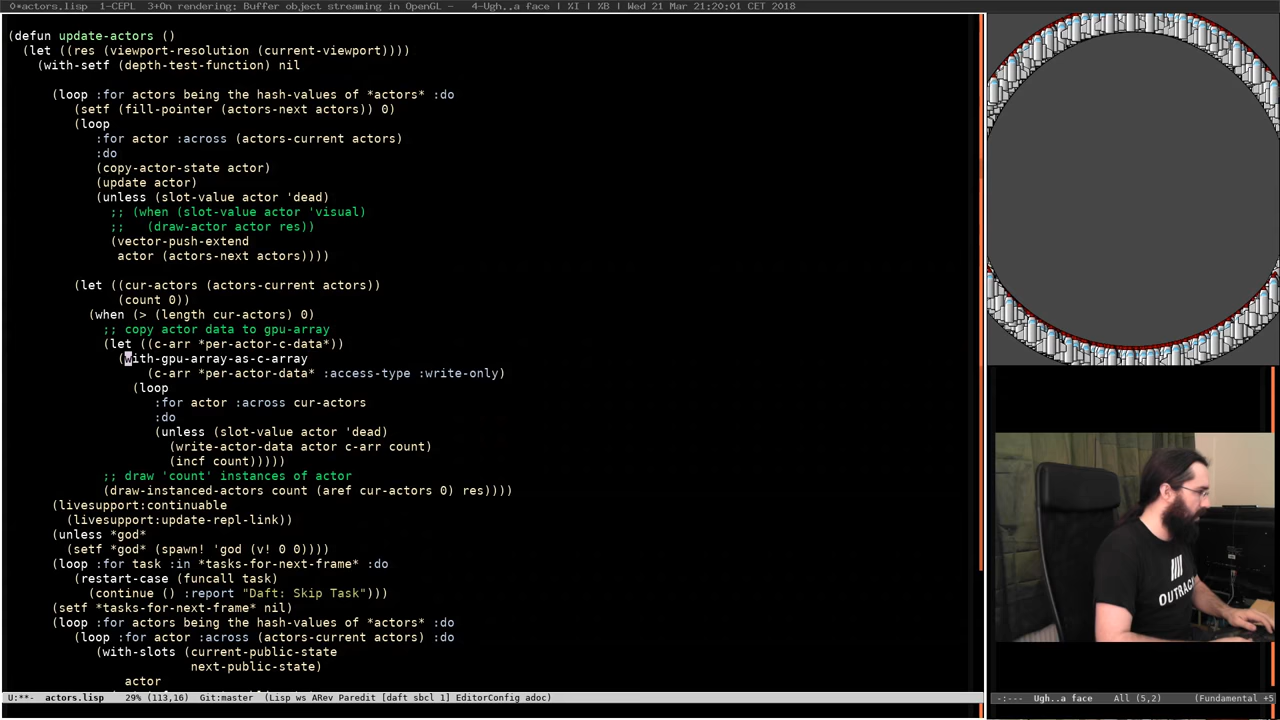 0*actors.lisp  1-CEPL  3+On rendering: Buffer object streaming in OpenGL -  4-Ugh..a face | XI | %B | Wed 21 Mar 21:20:01 CET 2018
(defun update-actors ()
  (let ((res (viewport-resolution (current-viewport))))
    (with-setf (depth-test-function) nil
      (loop :for actors being the hash-values of *actors* :do
         (setf (fill-pointer (actors-next actors)) 0)
         (loop
            :for actor :across (actors-current actors)
            :do
            (copy-actor-state actor)
            (update actor)
            (unless (slot-value actor 'dead)
              ;; (when (slot-value actor 'visual)
              ;;   (draw-actor actor res))
              (vector-push-extend
               actor (actors-next actors))))
         (let ((cur-actors (actors-current actors))
               (count 0))
           (when (> (length cur-actors) 0)
             ;; copy actor data to gpu-array
             (let ((c-arr *per-actor-c-data*))
               (with-gpu-array-as-c-array
                   (c-arr *per-actor-data* :access-type :write-only)
                 (loop
                    :for actor :across cur-actors
                    :do
                    (unless (slot-value actor 'dead)
                      (write-actor-data actor c-arr count)
                      (incf count)))))
             ;; draw 'count' instances of actor
             (draw-instanced-actors count (aref cur-actors 0) res))))
      (livesupport:continuable
        (livesupport:update-repl-link))
      (unless *god*
        (setf *god* (spawn! 'god (v! 0 0))))
      (loop :for task :in *tasks-for-next-frame* :do
         (restart-case (funcall task)
           (continue () :report "Daft: Skip Task")))
      (setf *tasks-for-next-frame* nil)
      (loop :for actors being the hash-values of *actors* :do
         (loop :for actor :across (actors-current actors) :do
            (with-slots (current-public-state
                         next-public-state)
                actor
U:**-  actors.lisp   29% (113,16)  Git:master  (Lisp ws ARev Paredit [daft sbcl 1] EditorConfig adoc)
OUTRAC
-:---  Ugh..a face   All (5,2)   (Fundamental +5